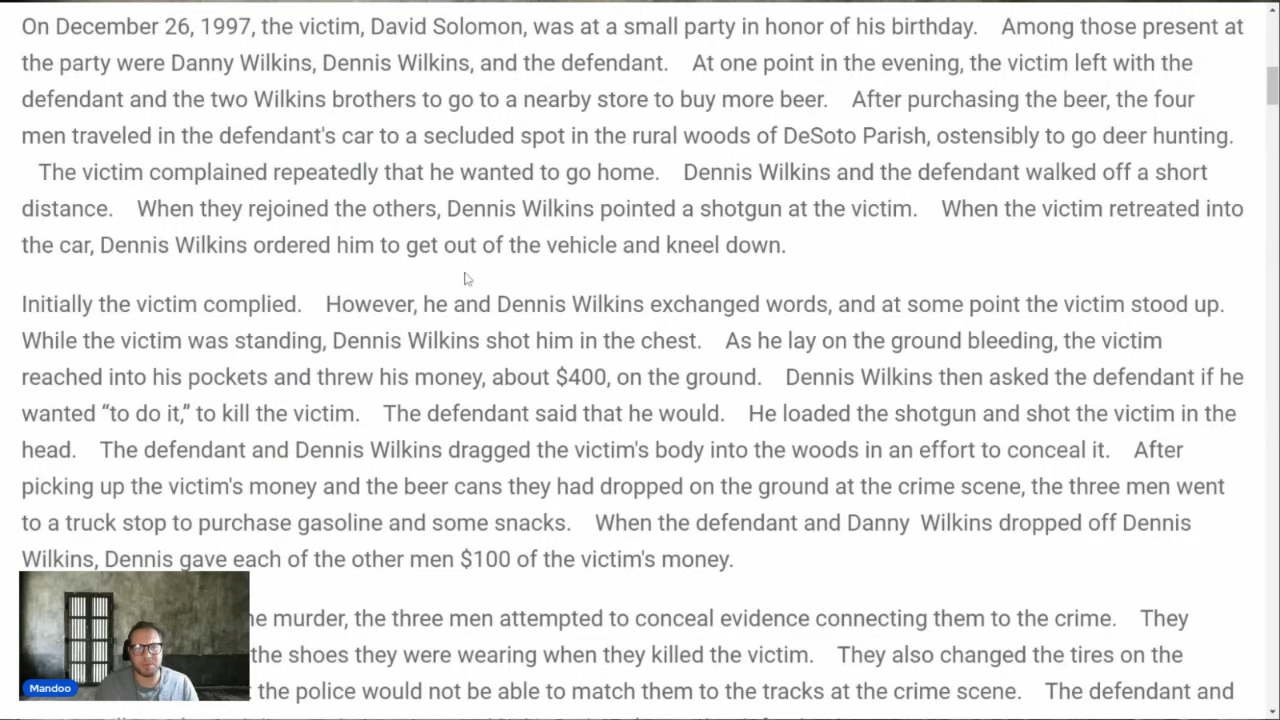 On December 26, 1997, the victim, David Solomon, was at a small party in honor of his birthday. Among those present at
the party were Danny Wilkins, Dennis Wilkins, and the defendant. At one point in the evening, the victim left with the
defendant and the two Wilkins brothers to go to a nearby store to buy more beer. After purchasing the beer, the four
men traveled in the defendant's car to a secluded spot in the rural woods of DeSoto Parish, ostensibly to go deer hunting.
The victim complained repeatedly that he wanted to go home. Dennis Wilkins and the defendant walked off a short
distance. When they rejoined the others, Dennis Wilkins pointed a shotgun at the victim. When the victim retreated into
the car, Dennis Wilkins ordered him to get out of the vehicle and kneel down.
Initially the victim complied. However, he and Dennis Wilkins exchanged words, and at some point the victim stood up.
While the victim was standing, Dennis Wilkins shot him in the chest. As he lay on the ground bleeding, the victim
reached into his pockets and threw his money, about $400, on the ground. Dennis Wilkins then asked the defendant if he
wanted “to do it,” to kill the victim. The defendant said that he would. He loaded the shotgun and shot the victim in the
head. The defendant and Dennis Wilkins dragged the victim's body into the woods in an effort to conceal it. After
picking up the victim's money and the beer cans they had dropped on the ground at the crime scene, the three men went
to a truck stop to purchase gasoline and some snacks. When the defendant and Danny Wilkins dropped off Dennis
Wilkins, Dennis gave each of the other men $100 of the victim's money.
he murder, the three men attempted to conceal evidence connecting them to the crime. They
the shoes they were wearing when they killed the victim. They also changed the tires on the
the police would not be able to match them to the tracks at the crime scene. The defendant and
Mandoo